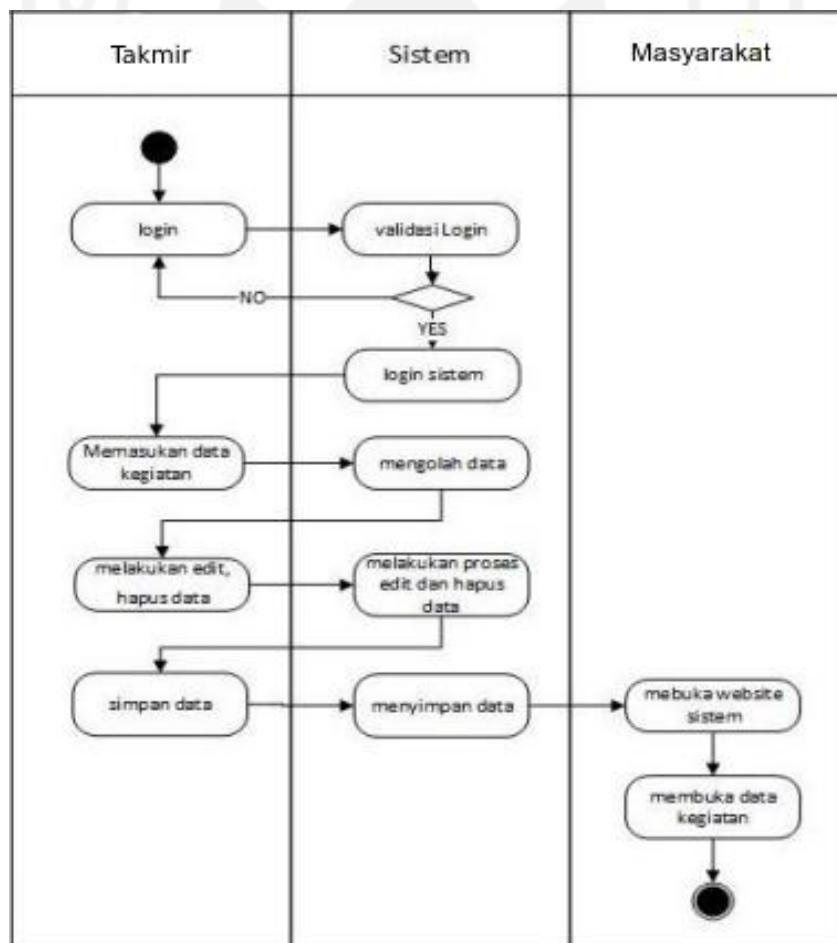 Takmir
Sistem
Masyarakat
login
validasi Login
NO
YES
login sistem
Memasukan data
kegiatan
mengolah data
melakukan edit,
hapus data
melakukan proses
edit dan hapus
data
simpan data
menyimpan data
mebuka website
sistem
membuka data
kegiatan